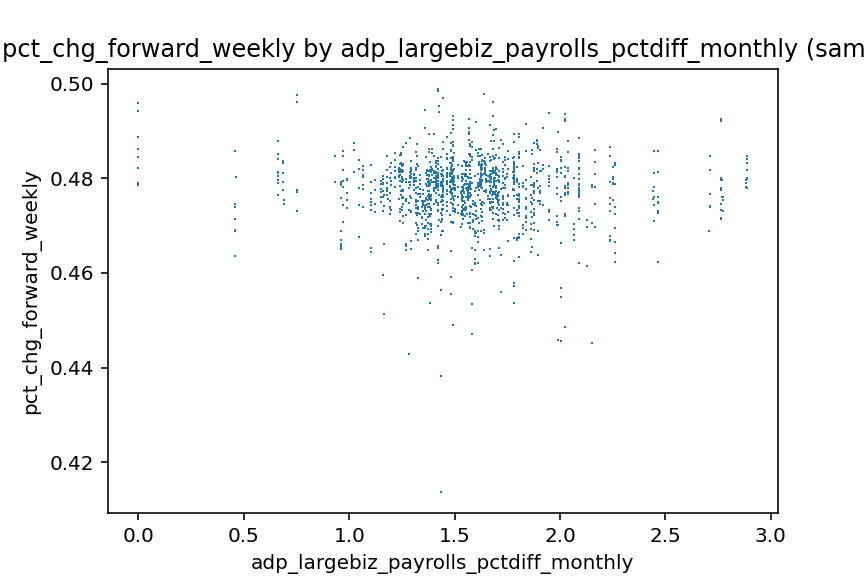 pct_chg_forward_weekly by adp_largebiz_payrolls_pctdiff_monthly (sam
0.50
0.48
0.46
0.44
0.42
pct_chg_forward_weekly
0.0 0.5 1.0 1.5 2.0 2.5 3.0
adp_largebiz_payrolls_pctdiff_monthly